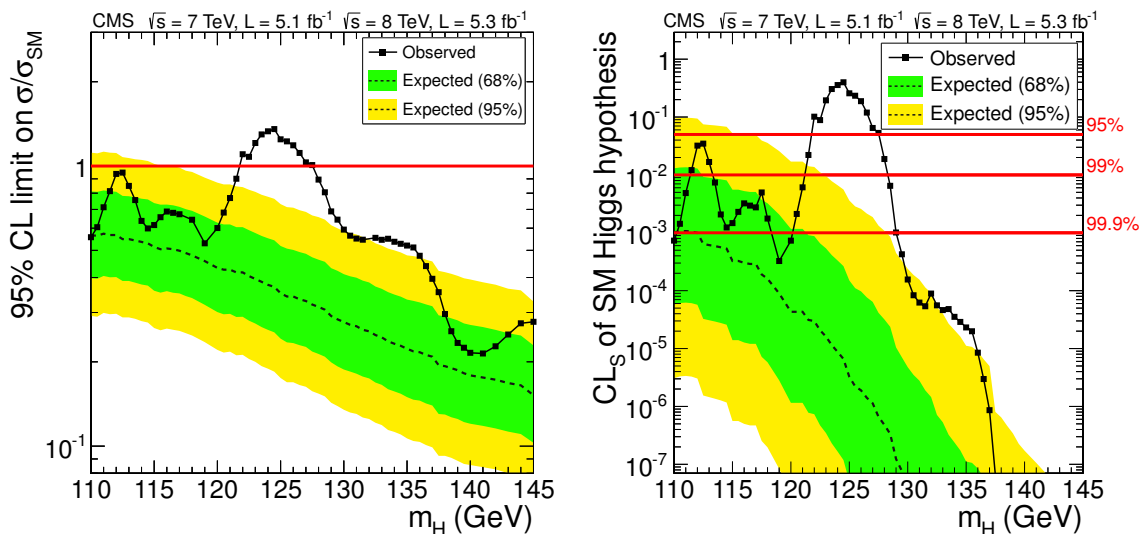 CMS √s = 7 TeV, L = 5.1 fb⁻¹ √s = 8 TeV, L = 5.3 fb⁻¹
95% CL limit on σ/σ_SM
Observed
Expected (68%)
Expected (95%)
1
10⁻¹
110 115 120 125 130 135 140 145
m_H (GeV)
CMS √s = 7 TeV, L = 5.1 fb⁻¹ √s = 8 TeV, L = 5.3 fb⁻¹
CL_S of SM Higgs hypothesis
Observed
Expected (68%)
Expected (95%)
1
10⁻¹
95%
10⁻²
99%
10⁻³
99.9%
10⁻⁴
10⁻⁵
10⁻⁶
10⁻⁷
110 115 120 125 130 135 140 145
m_H (GeV)